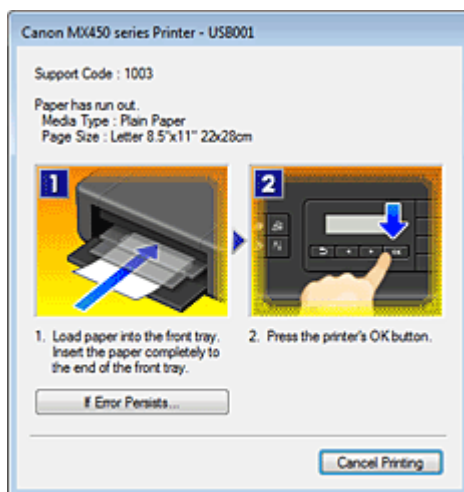 Canon MX450 series Printer - USB001
Support Code : 1003
Paper has run out.
Media Type : Plain Paper
Page Size : Letter 8.5"x11" 22x28cm
1
2
OK
1. Load paper into the front tray.
Insert the paper completely to
the end of the front tray.
2. Press the printer's OK button.
If Error Persists...
Cancel Printing